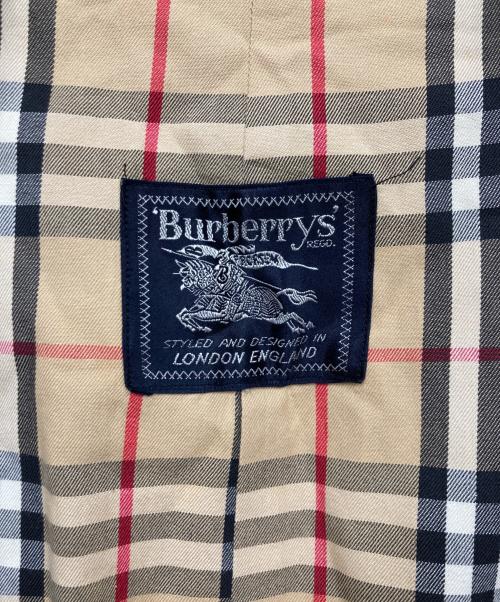 'Burberrys'
REGD.
STYLED AND DESIGNED IN
LONDON ENGLAND